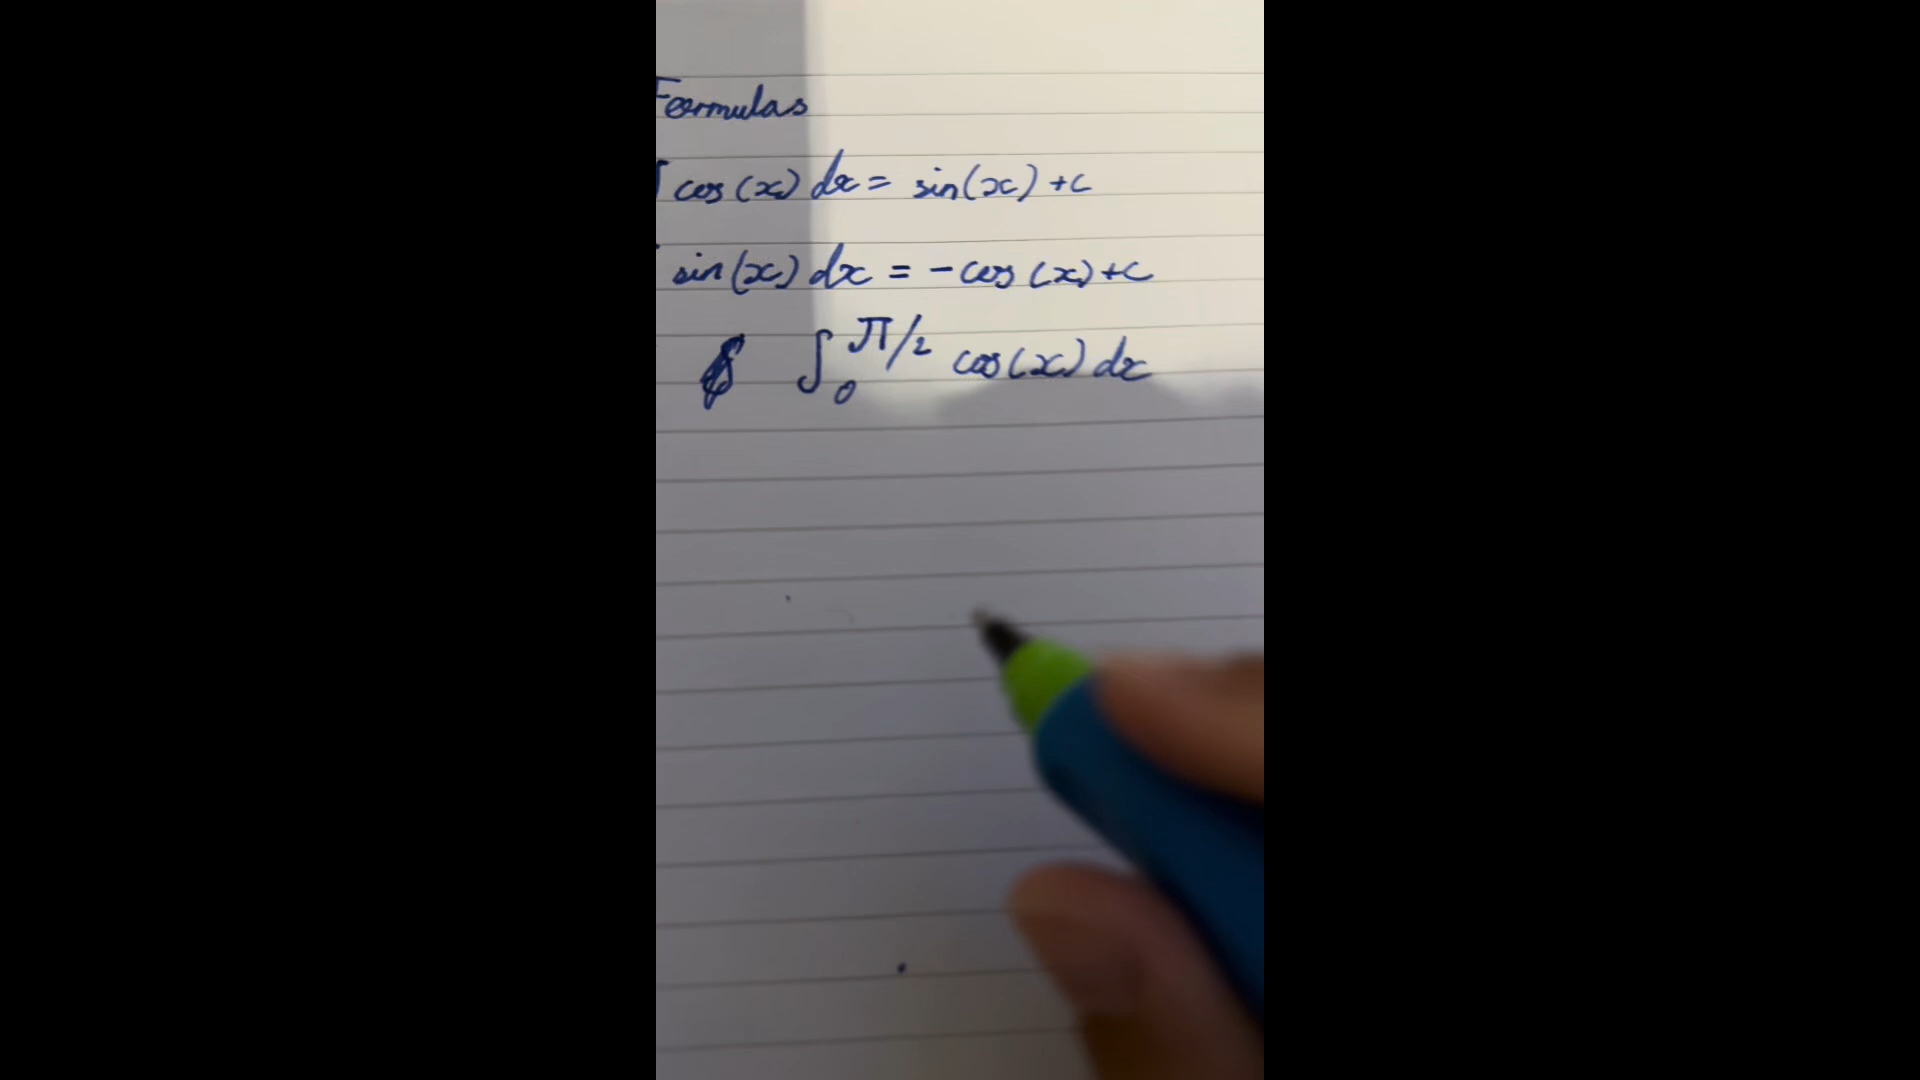 Formulas
∫ cos(x) dx = sin(x) + c
∫ sin(x) dx = - cos(x) + c
∫₀^π/2 cos(x) dx